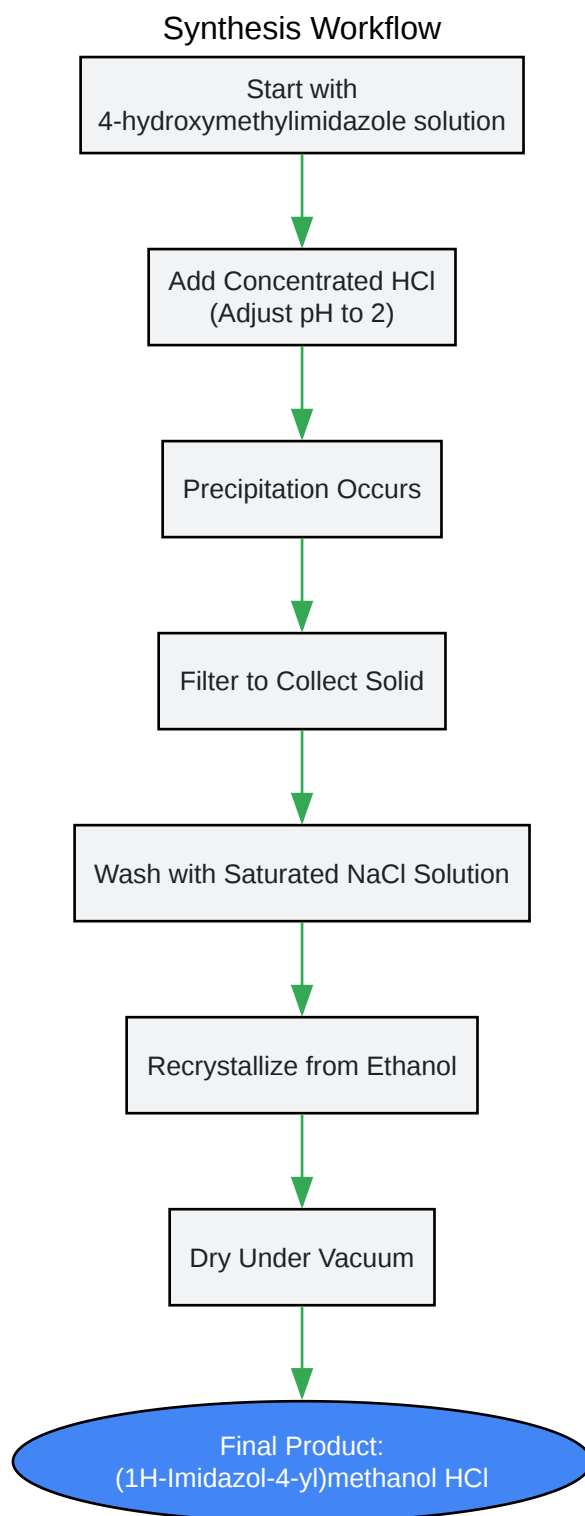 Synthesis Workflow
Start with
4-hydroxymethylimidazole solution
Add Concentrated HCl
(Adjust pH to 2)
Precipitation Occurs
Filter to Collect Solid
Wash with Saturated NaCl Solution
Recrystallize from Ethanol
Dry Under Vacuum
Final Product:
(1H-Imidazol-4-yl)methanol HCl